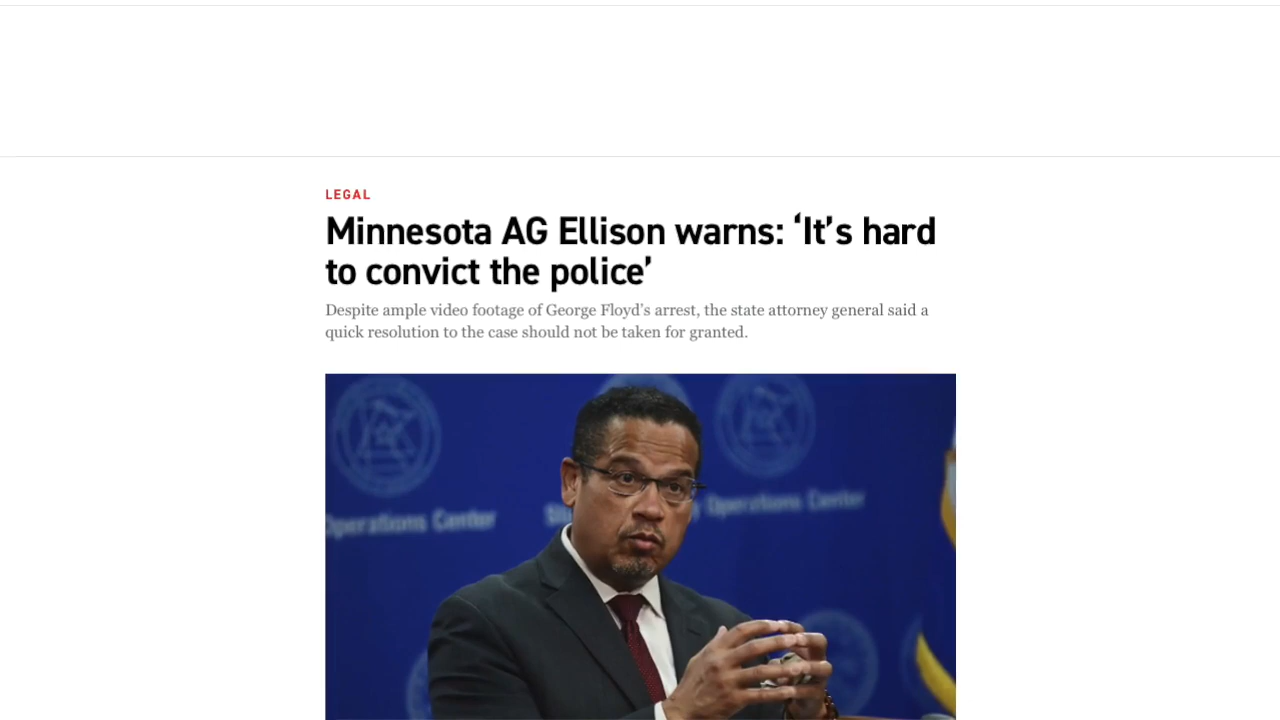 LEGAL
Minnesota AG Ellison warns: ‘It’s hard
to convict the police’
Despite ample video footage of George Floyd’s arrest, the state attorney general said a
quick resolution to the case should not be taken for granted.
Operations Center
Operations Center